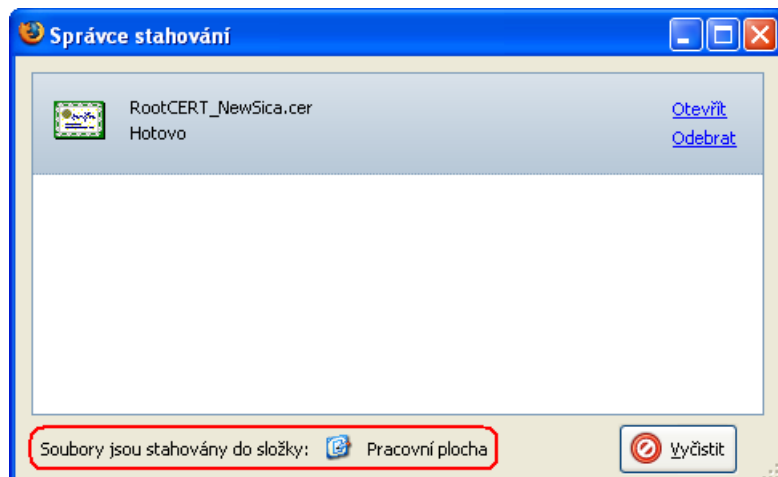 Správce stahování
RootCERT_NewSica.cer
Otevřít
Hotovo
Odebrat
Soubory jsou stahovány do složky: Pracovní plocha
Vyčistit